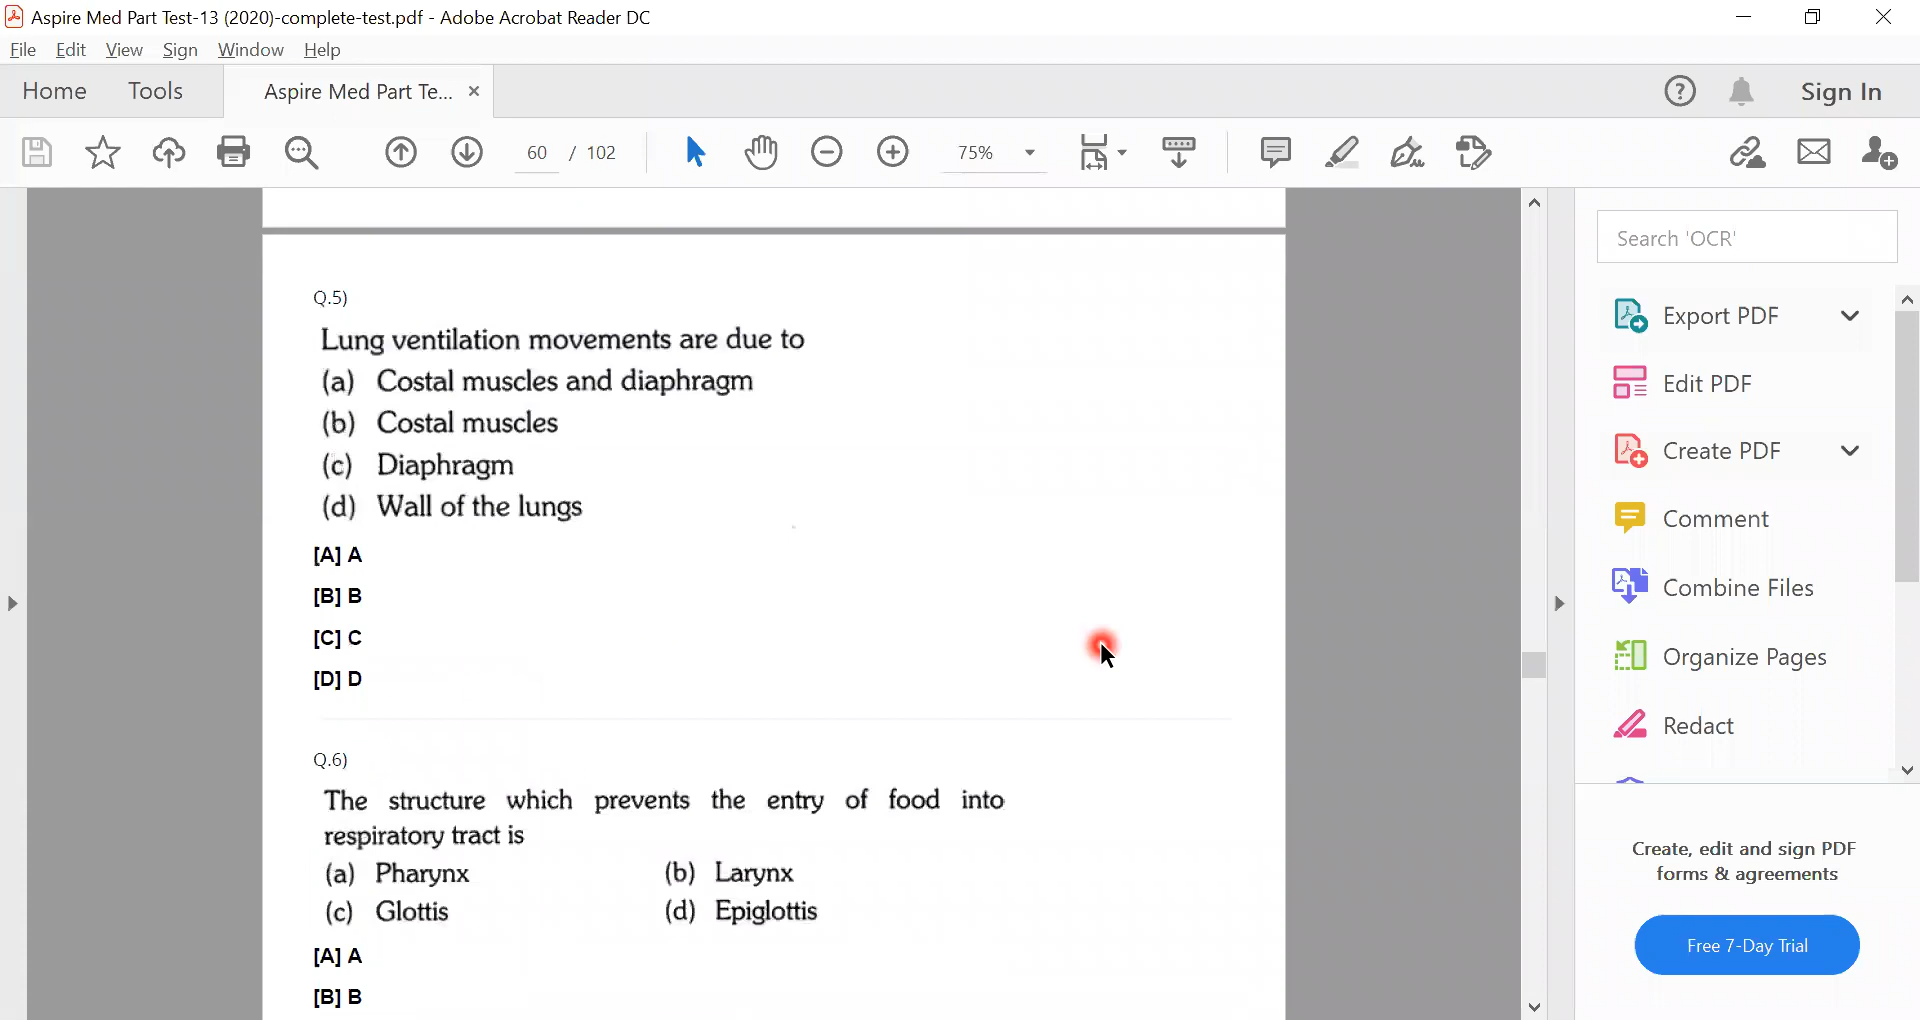 Aspire Med Part Test-13 (2020)-complete-test.pdf - Adobe Acrobat Reader DC
File Edit View Sign Window Help
Home Tools Aspire Med Part Te... × Sign In
60 / 102 75%
Q.5)
Lung ventilation movements are due to
(a) Costal muscles and diaphragm
(b) Costal muscles
(c) Diaphragm
(d) Wall of the lungs
[A] A
[B] B
[C] C
[D] D
Q.6)
The structure which prevents the entry of food into
respiratory tract is
(a) Pharynx (b) Larynx
(c) Glottis (d) Epiglottis
[A] A
[B] B
Search 'OCR'
Export PDF
Edit PDF
Create PDF
Comment
Combine Files
Organize Pages
Redact
Create, edit and sign PDF
forms & agreements
Free 7-Day Trial